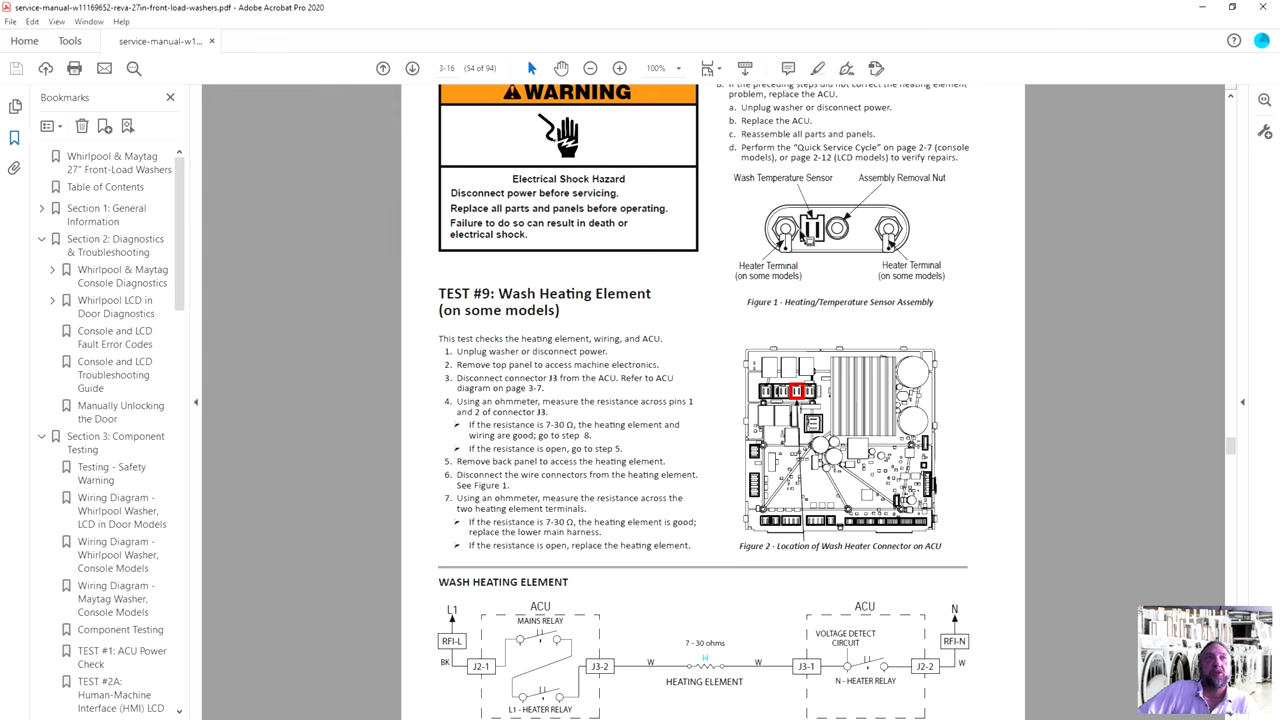 service-manual-w11169652-reva-27in-front-load-washers.pdf - Adobe Acrobat Pro 2020
File Edit View Window Help
Home Tools service-manual-w1... ×
3-16 (54 of 94) 100%
Bookmarks
Whirlpool & Maytag
27" Front-Load Washers
Table of Contents
Section 1: General
Information
Section 2: Diagnostics
& Troubleshooting
Whirlpool & Maytag
Console Diagnostics
Whirlpool LCD in
Door Diagnostics
Console and LCD
Fault Error Codes
Console and LCD
Troubleshooting
Guide
Manually Unlocking
the Door
Section 3: Component
Testing
Testing - Safety
Warning
Wiring Diagram -
Whirlpool Washer,
LCD in Door Models
Wiring Diagram -
Whirlpool Washer,
Console Models
Wiring Diagram -
Maytag Washer,
Console Models
Component Testing
TEST #1: ACU Power
Check
TEST #2A:
Human-Machine
Interface (HMI) LCD
WARNING
Electrical Shock Hazard
Disconnect power before servicing.
Replace all parts and panels before operating.
Failure to do so can result in death or
electrical shock.
TEST #9: Wash Heating Element
(on some models)
This test checks the heating element, wiring, and ACU.
1. Unplug washer or disconnect power.
2. Remove top panel to access machine electronics.
3. Disconnect connector J3 from the ACU. Refer to ACU
diagram on page 3-7.
4. Using an ohmmeter, measure the resistance across pins 1
and 2 of connector J3.
➢ If the resistance is 7-30 Ω, the heating element and
wiring are good; go to step 8.
➢ If the resistance is open, go to step 5.
5. Remove back panel to access the heating element.
6. Disconnect the wire connectors from the heating element.
See Figure 1.
7. Using an ohmmeter, measure the resistance across the
two heating element terminals.
➢ If the resistance is 7-30 Ω, the heating element is good;
replace the lower main harness.
➢ If the resistance is open, replace the heating element.
8. If the preceding steps did not correct the heating element
problem, replace the ACU.
a. Unplug washer or disconnect power.
b. Replace the ACU.
c. Reassemble all parts and panels.
d. Perform the “Quick Service Cycle” on page 2-7 (console
models), or page 2-12 (LCD models) to verify repairs.
Wash Temperature Sensor Assembly Removal Nut
Heater Terminal
(on some models)
Heater Terminal
(on some models)
Figure 1 - Heating/Temperature Sensor Assembly
Figure 2 - Location of Wash Heater Connector on ACU
WASH HEATING ELEMENT
L1 ACU ACU N
MAINS RELAY
VOLTAGE DETECT
CIRCUIT
RFI-L 7 - 30 ohms RFI-N
H
BK J2-1 J3-2 W W J3-1 J2-2 W
HEATING ELEMENT
N - HEATER RELAY
L1 - HEATER RELAY